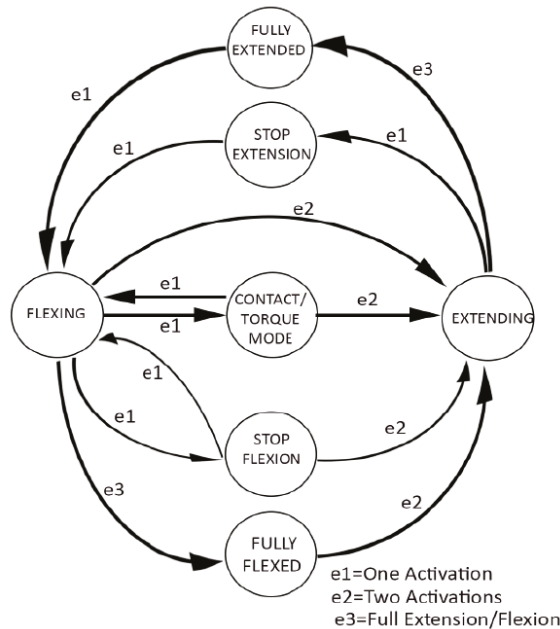 FULLY
EXTENDED
e3
e1
STOP
EXTENSION
e1
e1
e2
FLEXING
e1
e1
CONTACT/
TORQUE
MODE
e2
EXTENDING
e1
e1
STOP
FLEXION
e2
e3
FULLY
FLEXED
e2
e1=One Activation
e2=Two Activations
e3=Full Extension/Flexion